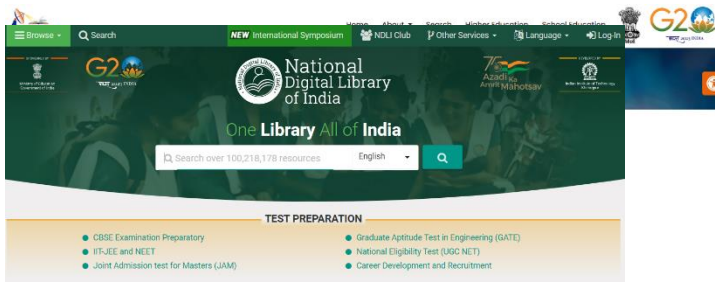 Home About Search Higher Education School Education
G20
Browse Search NEW International Symposium NDLI Club Other Services Language Log-In
G20
National
Digital Library
of India
75
Azadi Ka
Amrit Mahotsav
One Library All of India
Search over 100,218,178 resources English
TEST PREPARATION
CBSE Examination Preparatory
IIT-JEE and NEET
Joint Admission test for Masters (JAM)
Graduate Aptitude Test in Engineering (GATE)
National Eligibility Test (UGC NET)
Career Development and Recruitment